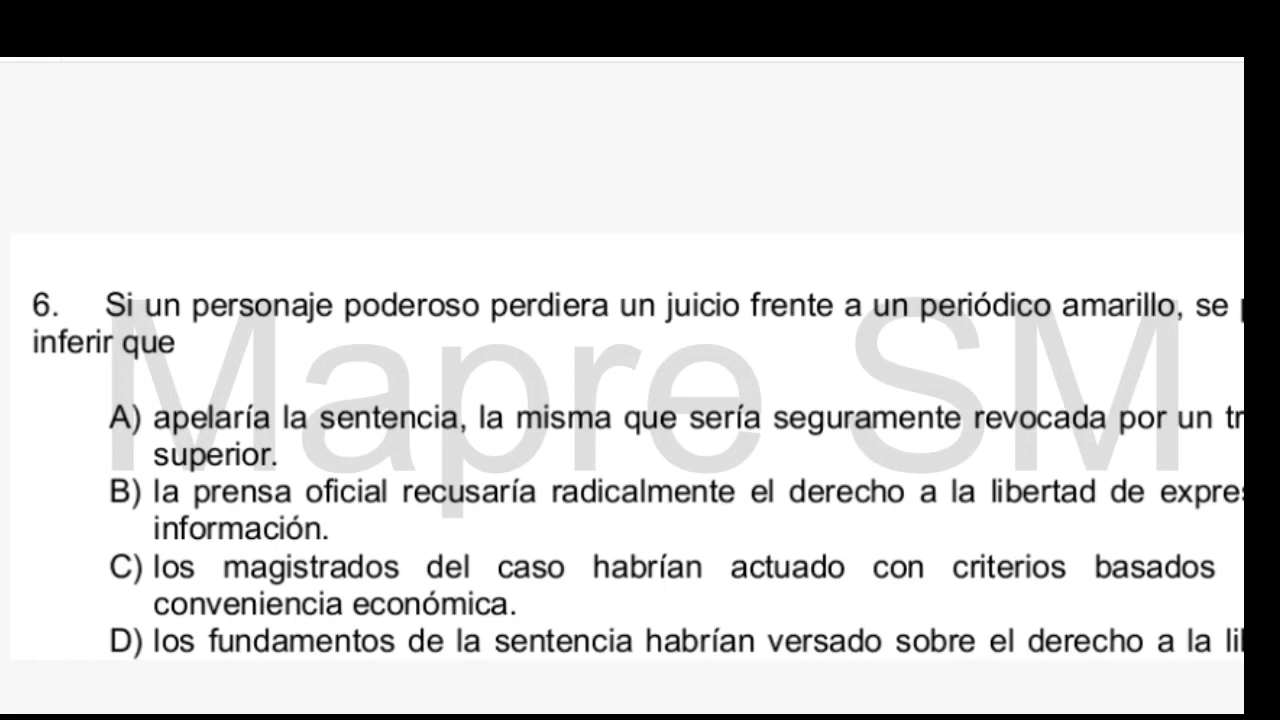 6. Si un personaje poderoso perdiera un juicio frente a un periódico amarillo, se
inferir que
A) apelaría la sentencia, la misma que sería seguramente revocada por un
superior.
B) la prensa oficial recusaría radicalmente el derecho a la libertad de
información.
C) los magistrados del caso habrían actuado con criterios basados
conveniencia económica.
D) los fundamentos de la sentencia habrían versado sobre el derecho a la
Mapre SM